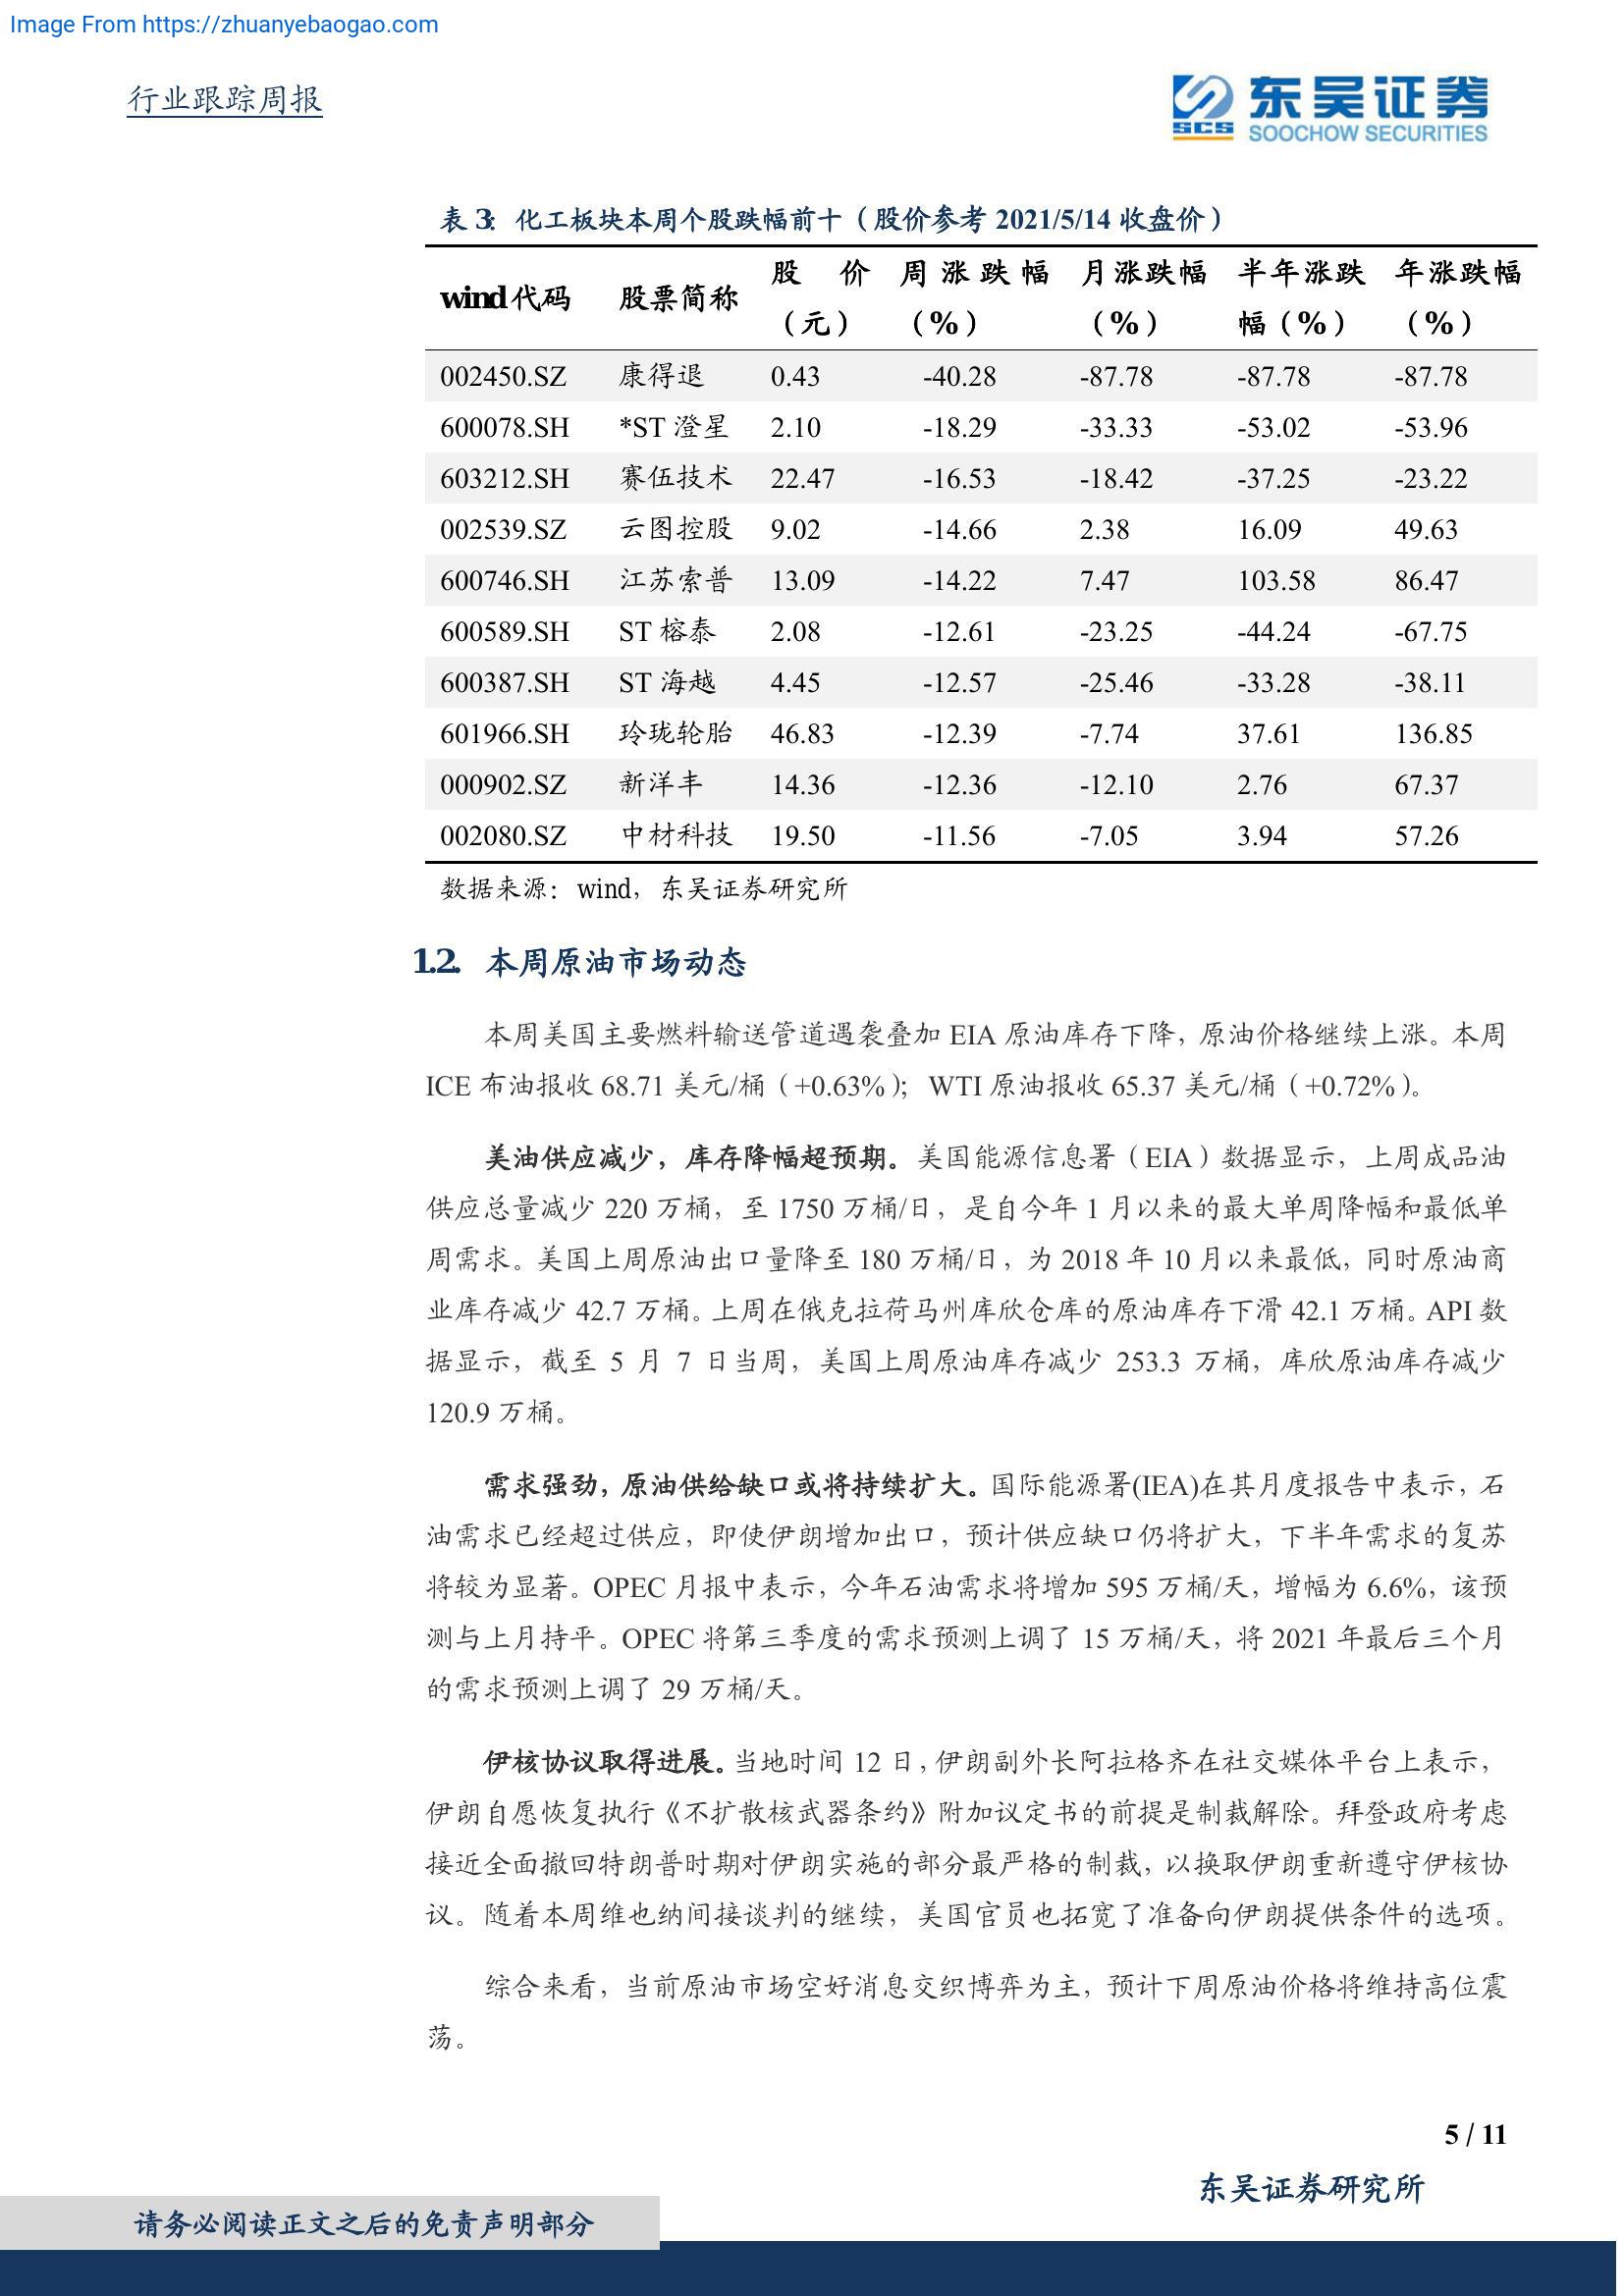 Image From https://zhuanyebaogao.com
行业跟踪周报
SCS 东吴证券
SOOCHOW SECURITIES
表 3: 化工板块本周个股跌幅前十（股价参考 2021/5/14 收盘价）
wind 代码 股票简称 股价（元） 周涨跌幅（%） 月涨跌幅（%） 半年涨跌幅（%） 年涨跌幅（%）
002450.SZ 康得退 0.43 -40.28 -87.78 -87.78 -87.78
600078.SH *ST 澄星 2.10 -18.29 -33.33 -53.02 -53.96
603212.SH 赛伍技术 22.47 -16.53 -18.42 -37.25 -23.22
002539.SZ 云图控股 9.02 -14.66 2.38 16.09 49.63
600746.SH 江苏索普 13.09 -14.22 7.47 103.58 86.47
600589.SH ST 榕泰 2.08 -12.61 -23.25 -44.24 -67.75
600387.SH ST 海越 4.45 -12.57 -25.46 -33.28 -38.11
601966.SH 玲珑轮胎 46.83 -12.39 -7.74 37.61 136.85
000902.SZ 新洋丰 14.36 -12.36 -12.10 2.76 67.37
002080.SZ 中材科技 19.50 -11.56 -7.05 3.94 57.26
数据来源：wind，东吴证券研究所
1.2. 本周原油市场动态
本周美国主要燃料输送管道遇袭叠加 EIA 原油库存下降，原油价格继续上涨。本周
ICE 布油报收 68.71 美元/桶（+0.63%）；WTI 原油报收 65.37 美元/桶（+0.72%）。
美油供应减少，库存降幅超预期。美国能源信息署（EIA）数据显示，上周成品油
供应总量减少 220 万桶，至 1750 万桶/日，是自今年 1 月以来的最大单周降幅和最低单
周需求。美国上周原油出口量降至 180 万桶/日，为 2018 年 10 月以来最低，同时原油商
业库存减少 42.7 万桶。上周在俄克拉荷马州库欣仓库的原油库存下滑 42.1 万桶。API 数
据显示，截至 5 月 7 日当周，美国上周原油库存减少 253.3 万桶，库欣原油库存减少
120.9 万桶。
需求强劲，原油供给缺口或将持续扩大。国际能源署(IEA)在其月度报告中表示，石
油需求已经超过供应，即使伊朗增加出口，预计供应缺口仍将扩大，下半年需求的复苏
将较为显著。OPEC 月报中表示，今年石油需求将增加 595 万桶/天，增幅为 6.6%，该预
测与上月持平。OPEC 将第三季度的需求预测上调了 15 万桶/天，将 2021 年最后三个月
的需求预测上调了 29 万桶/天。
伊核协议取得进展。当地时间 12 日，伊朗副外长阿拉格齐在社交媒体平台上表示，
伊朗自愿恢复执行《不扩散核武器条约》附加议定书的前提是制裁解除。拜登政府考虑
接近全面撤回特朗普时期对伊朗实施的部分最严格的制裁，以换取伊朗重新遵守伊核协
议。随着本周维也纳间接谈判的继续，美国官员也拓宽了准备向伊朗提供条件的选项。
综合来看，当前原油市场空好消息交织博弈为主，预计下周原油价格将维持高位震
荡。
5 / 11
东吴证券研究所
请务必阅读正文之后的免责声明部分